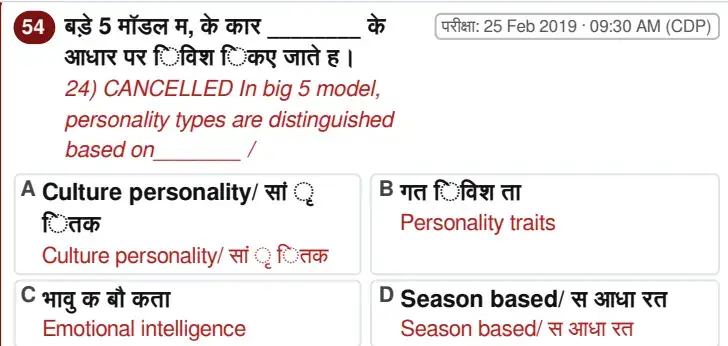 54 बड़े 5 मॉडल म, के कार ________ के
परीक्षा: 25 Feb 2019 · 09:30 AM (CDP)
आधार पर िविश िकए जाते ह।
24) CANCELLED In big 5 model,
personality types are distinguished
based on________ /
A Culture personality/ सां ृ
ितक
Culture personality/ सां ृ ितक
B गत िविश ता
Personality traits
C भावु क बौ कता
Emotional intelligence
D Season based/ स आधा रत
Season based/ स आधा रत